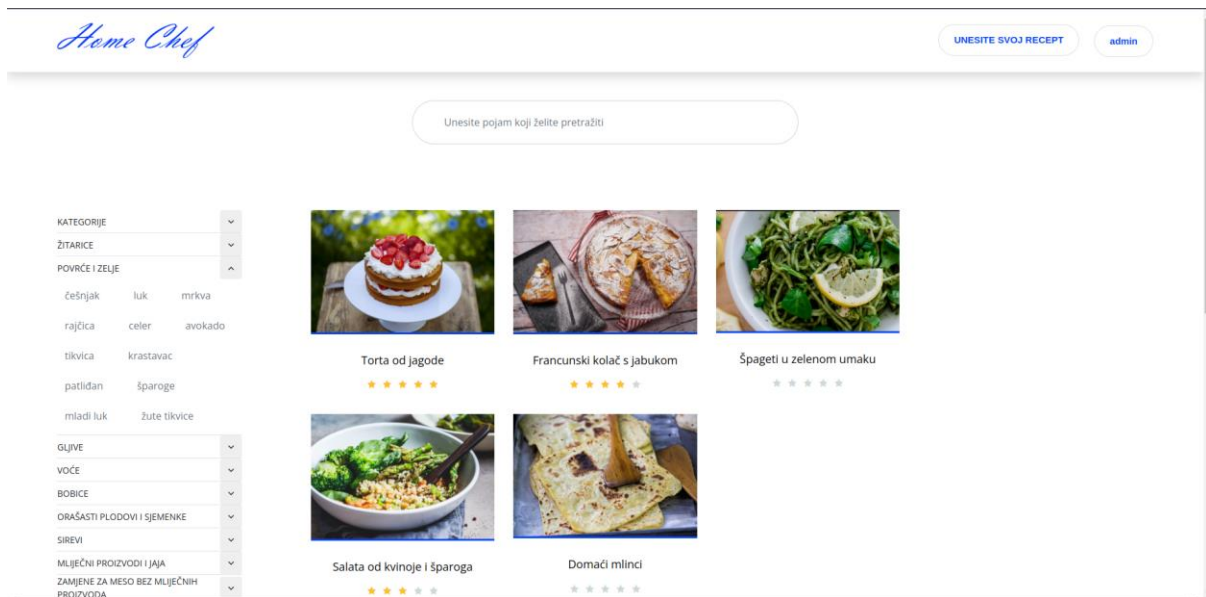 Home Chef
UNESITE SVOJ RECEPT
admin
Unesite pojam koji želite pretražiti
KATEGORIJE
ŽITARICE
POVRĆE I ZELJE
češnjak luk mrkva
rajčica celer avokado
tikvica krastavac
patliđan šparoge
mladi luk žute tikvice
GLJIVE
VOĆE
BOBICE
ORAŠASTI PLODOVI I SJEMENKE
SIREVI
MLIJEČNI PROIZVODI I JAJA
ZAMJENE ZA MESO BEZ MLIJEČNIH
PROIZVODA
Torta od jagode
Francunski kolač s jabukom
Špageti u zelenom umaku
Salata od kvinoje i šparoga
Domaći mlinci